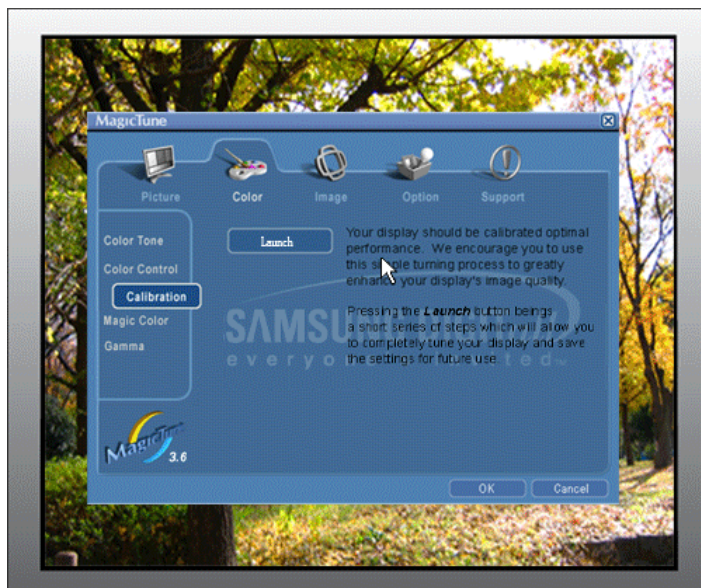 MagicTune
Picture Color Image Option Support
Color Tone
Color Control
Calibration
Magic Color
Gamma
Launch
Your display should be calibrated optimal
performance. We encourage you to use
this simple turning process to greatly
enhance your display's image quality.
Pressing the Launch button beings
a short series of steps which will allow you
to completely tune your display and save
the settings for future use.
SAMSU
everyo
ted
MagicTune
3.6
OK Cancel